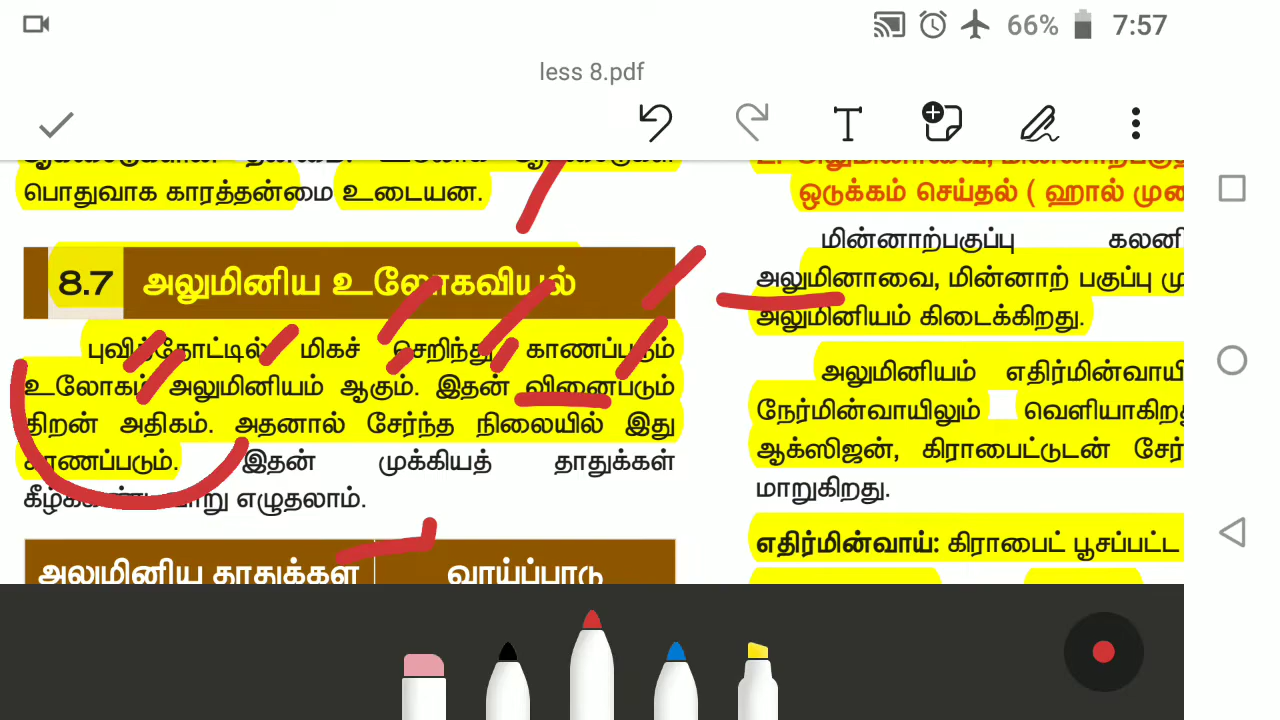 66% 7:57
less 8.pdf
பொதுவாக காரத்தன்மை உடையன.
8.7 அலுமினிய உலோகவியல்
புவித்தோட்டில் மிகச் செறிந்து காணப்படும்
உலோகம் அலுமினியம் ஆகும். இதன் வினைபடும்
திறன் அதிகம். அதனால் சேர்ந்த நிலையில் இது
காணப்படும். இதன் முக்கியத் தாதுக்கள்
கீழ்க்கண்டவாறு எழுதலாம்.
அலுமினிய தாதுக்கள் வாய்ப்பாடு
ஒடுக்கம் செய்தல் ( ஹால் முறை
மின்னாற்பகுப்பு கலனி
அலுமினாவை, மின்னாற் பகுப்பு மு
அலுமினியம் கிடைக்கிறது.
அலுமினியம் எதிர்மின்வாயி
நேர்மின்வாயிலும் வெளியாகிறது
ஆக்ஸிஜன், கிராபைட்டுடன் சேர்
மாறுகிறது.
எதிர்மின்வாய்: கிராபைட் பூசப்பட்ட